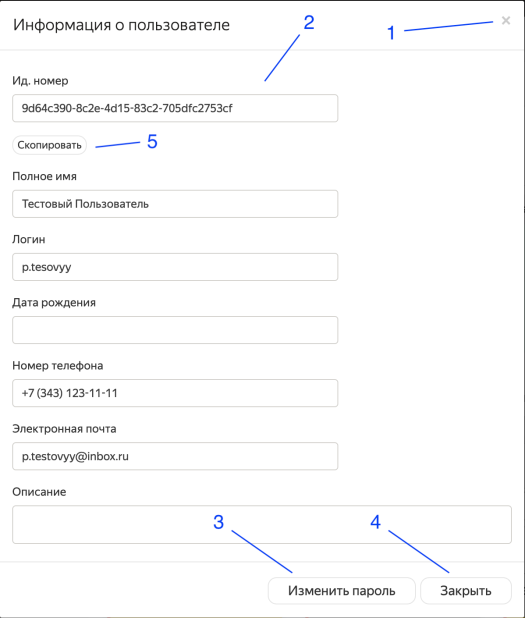 Информация о пользователе
2
1
×
Ид. номер
9d64c390-8c2e-4d15-83c2-705dfc2753cf
Скопировать
5
Полное имя
Тестовый Пользователь
Логин
p.tesovyy
Дата рождения
Номер телефона
+7 (343) 123-11-11
Электронная почта
p.testovyy@inbox.ru
Описание
3
4
Изменить пароль
Закрыть